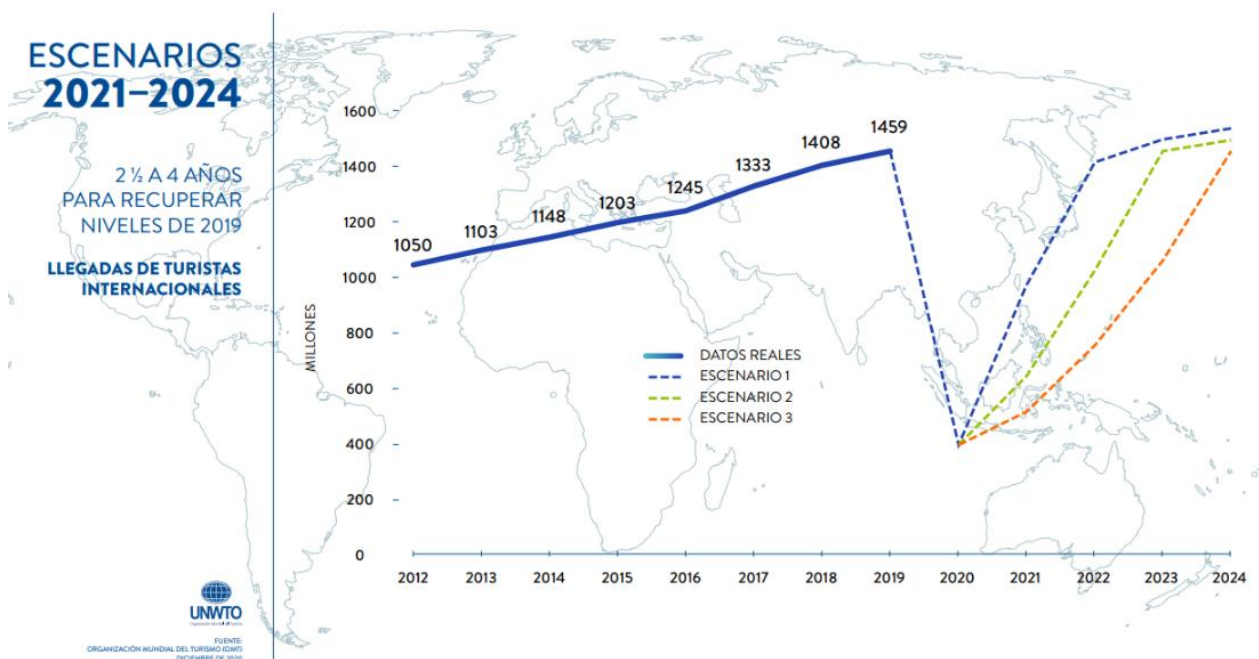 ESCENARIOS
2021–2024
2 ½ A 4 AÑOS
PARA RECUPERAR
NIVELES DE 2019
LLEGADAS DE TURISTAS
INTERNACIONALES
MILLONES
1600
1400
1200
1000
800
600
400
200
0
1050
1103
1148
1203
1245
1333
1408
1459
DATOS REALES
ESCENARIO 1
ESCENARIO 2
ESCENARIO 3
2012 2013 2014 2015 2016 2017 2018 2019 2020 2021 2022 2023 2024
UNWTO
FUENTE:
ORGANIZACIÓN MUNDIAL DEL TURISMO (OMT)
DICIEMBRE DE 2020